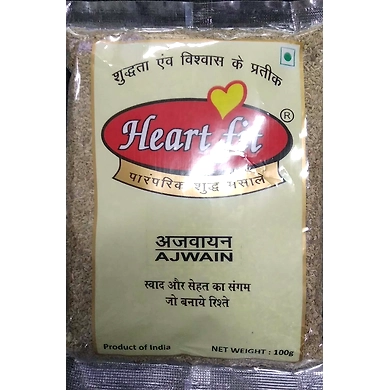 शुद्धता एंव विश्वास के प्रतीक
Heart fit
®
पारंपरिक शुद्ध मसाले
अजवायन
AJWAIN
स्वाद और सेहत का संगम
जो बनाये रिश्ते
Product of India
NET WEIGHT : 100g